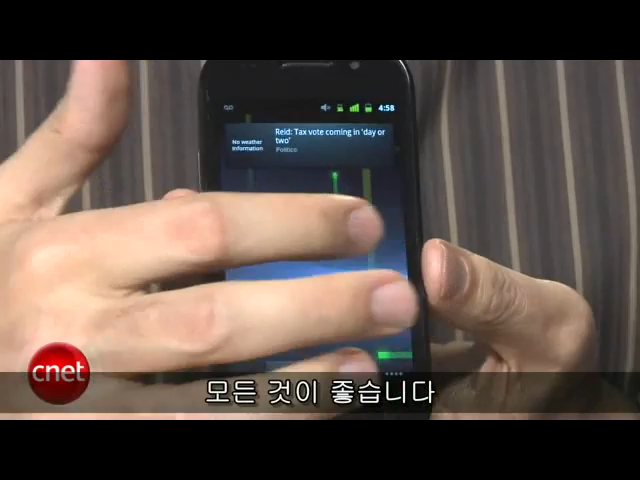 4:58
Reid: Tax vote coming in 'day or
two'
No weather
information
Politico
cnet
모든 것이 좋습니다